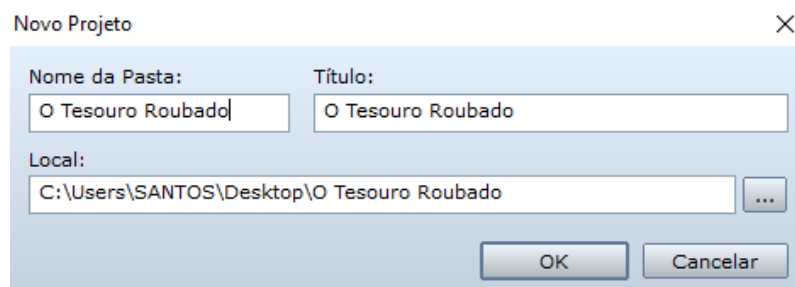 Novo Projeto
Nome da Pasta: Título:
O Tesouro Roubado O Tesouro Roubado
Local:
C:\Users\SANTOS\Desktop\O Tesouro Roubado ...
OK Cancelar